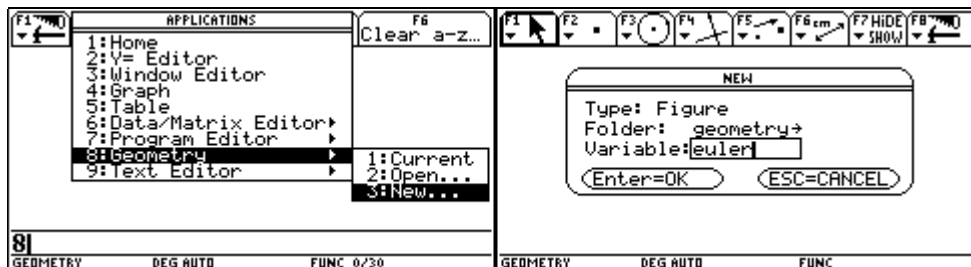 F1 APPLICATIONS F6
Clear a-z…
1:Home
2:Y= Editor
3:Window Editor
4:Graph
5:Table
6:Data/Matrix Editor▸
7:Program Editor ▸
8:Geometry ▸
9:Text Editor ▸
1:Current
2:Open...
3:New...
8
GEOMETRY DEG AUTO FUNC 0/30
F1 F2 F3 F4 F5 F6 cm F7 HiDE F8
SHOW
NEW
Type: Figure
Folder: geometry→
Variable: euler
Enter=OK ESC=CANCEL
GEOMETRY DEG AUTO FUNC